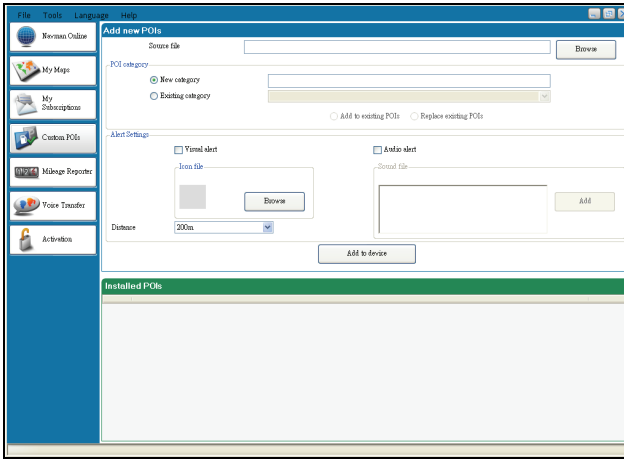 File Tools Language Help
Navman Online
My Maps
My Subscriptions
Custom POIs
Mileage Reporter
Voice Transfer
Activation
Add new POIs
Source file
Browse
POI category
New category
Existing category
Add to existing POIs Replace existing POIs
Alert Settings
Visual alert
Icon file
Browse
Audio alert
Sound file
Add
Distance 200m
Add to device
Installed POIs